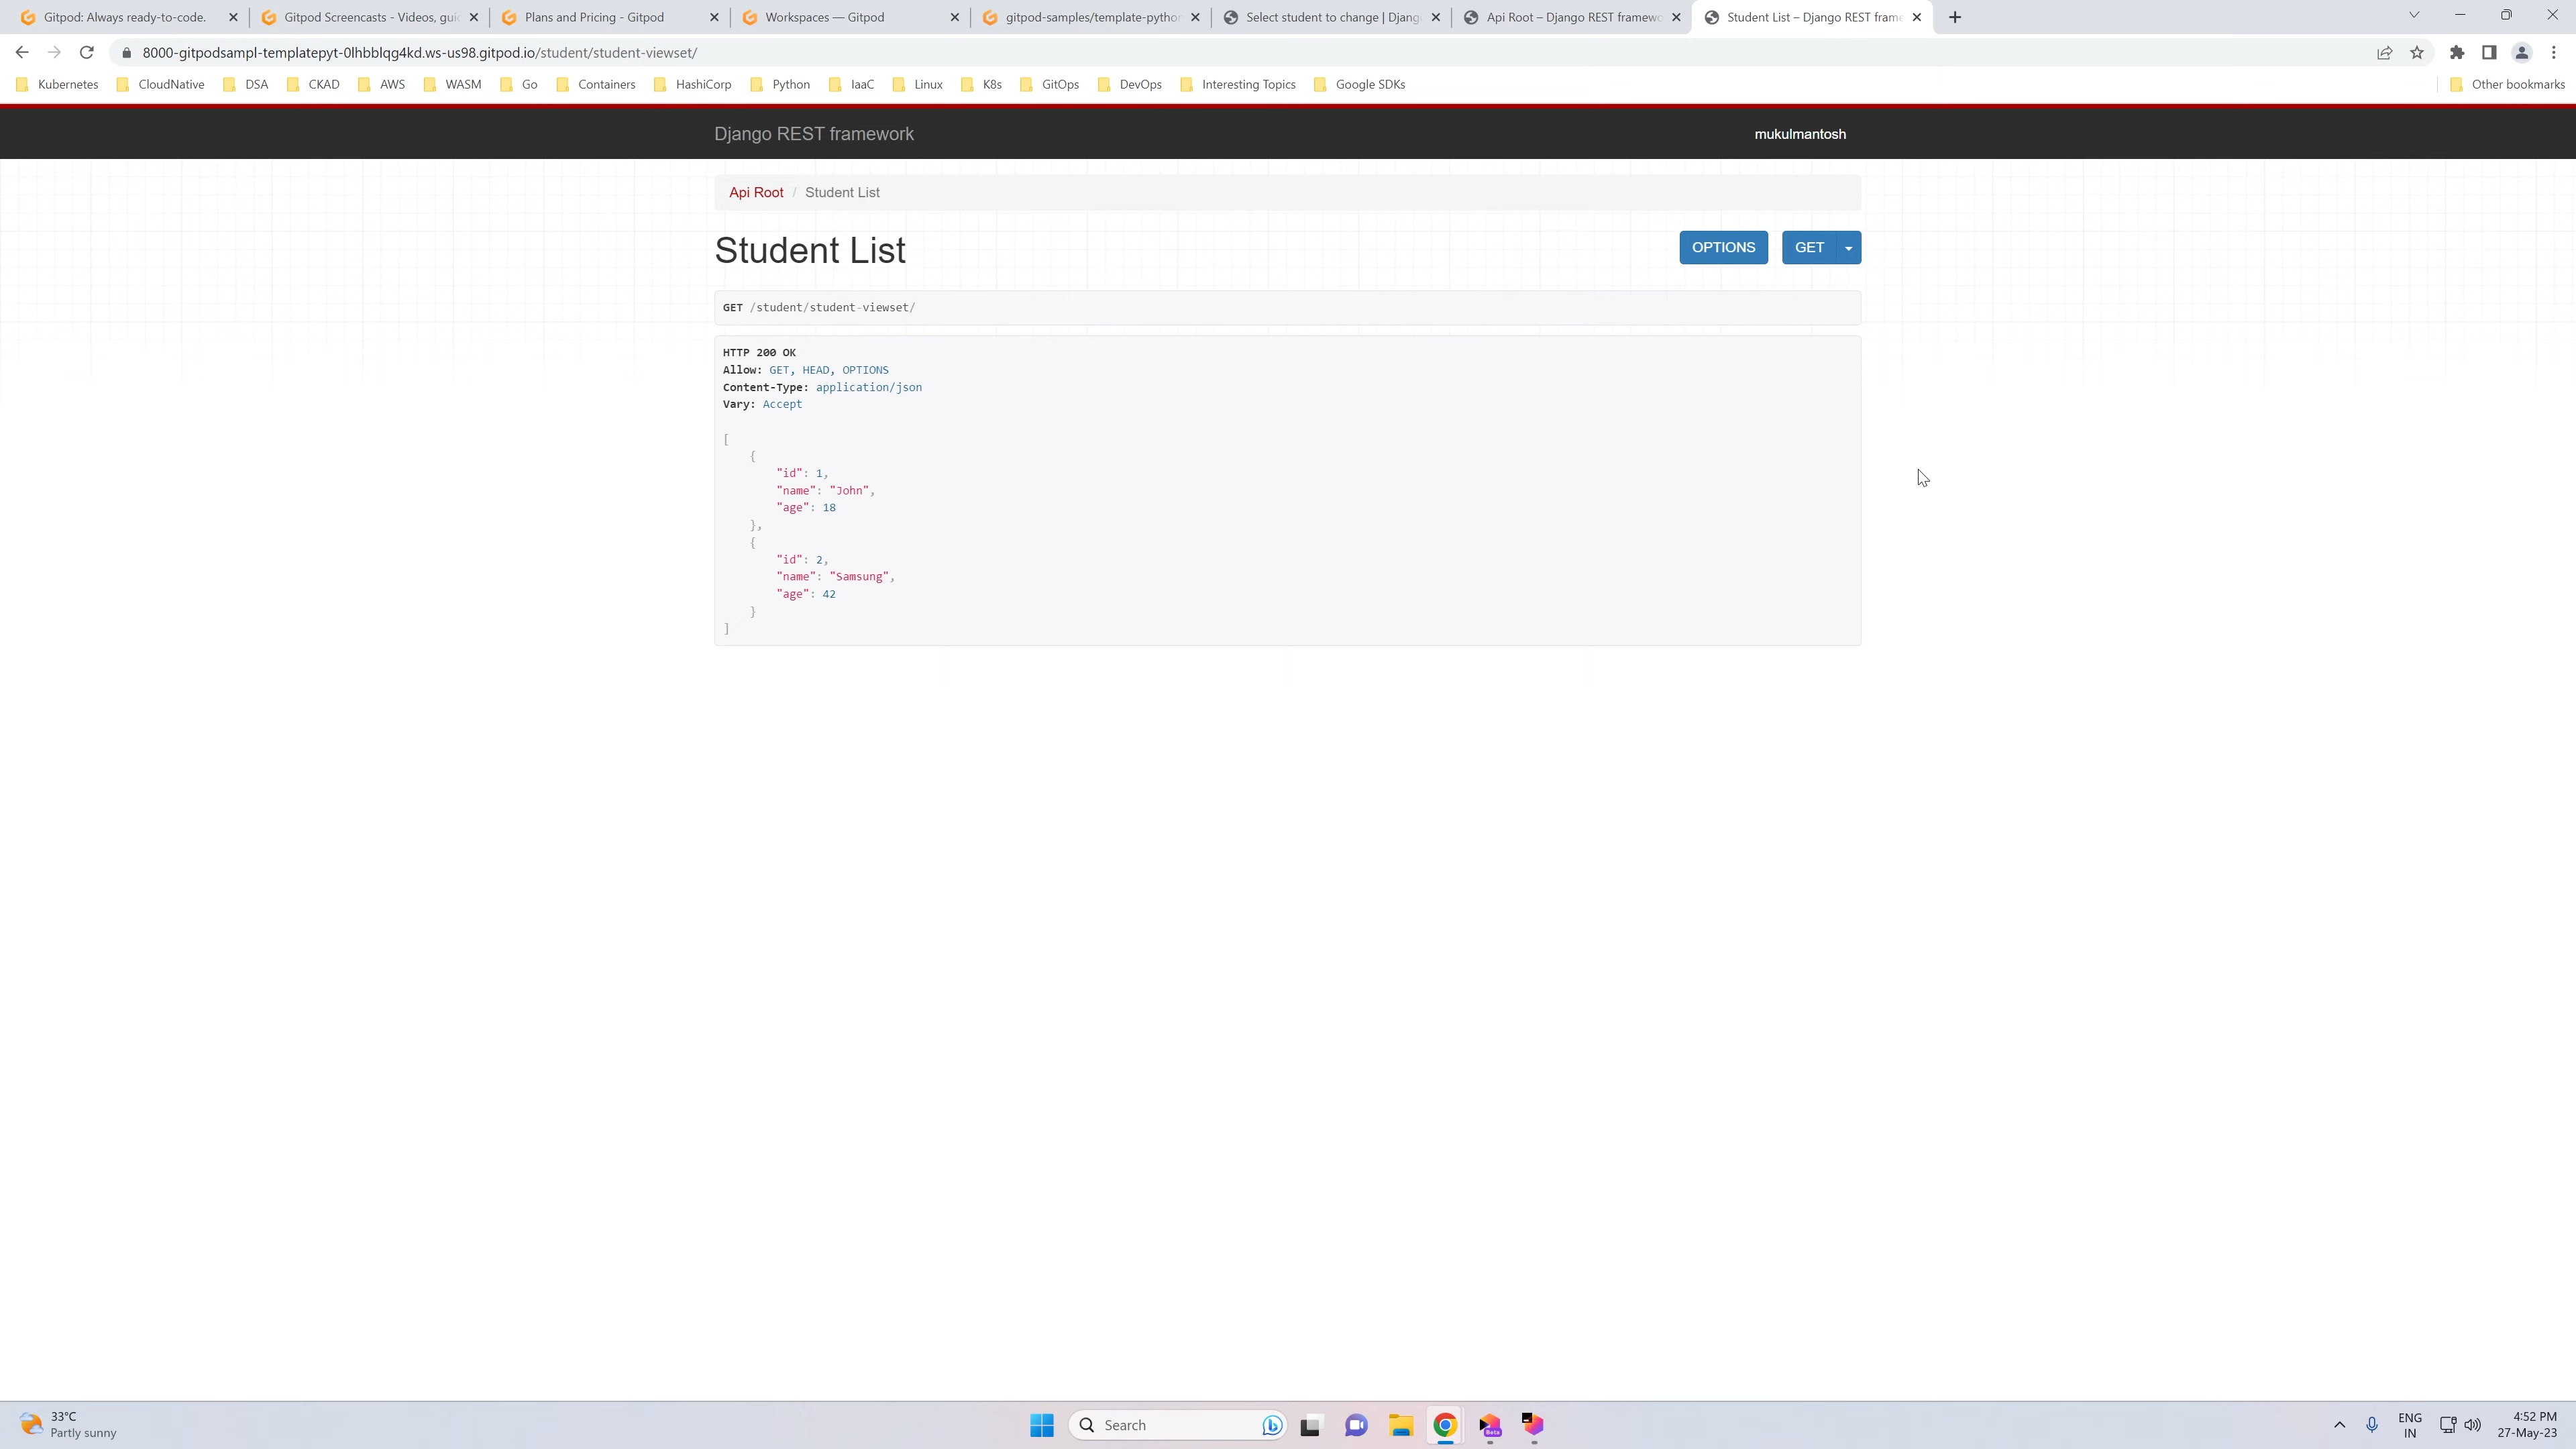 Gitpod: Always ready-to-code.
Gitpod Screencasts - Videos, gui
Plans and Pricing - Gitpod
Workspaces — Gitpod
gitpod-samples/template-pythor
Select student to change | Djang
Api Root – Django REST framewo
Student List – Django REST frame
8000-gitpodsampl-templatepyt-0lhbblqg4kd.ws-us98.gitpod.io/student/student-viewset/
Kubernetes CloudNative DSA CKAD AWS WASM Go Containers HashiCorp Python IaaC Linux K8s GitOps DevOps Interesting Topics Google SDKs Other bookmarks
Django REST framework mukulmantosh
Api Root / Student List
Student List OPTIONS GET
GET /student/student-viewset/
HTTP 200 OK
Allow: GET, HEAD, OPTIONS
Content-Type: application/json
Vary: Accept
[
{
"id": 1,
"name": "John",
"age": 18
},
{
"id": 2,
"name": "Samsung",
"age": 42
}
]
33°C
Partly sunny
Search
Beta
ENG
IN
4:52 PM
27-May-23